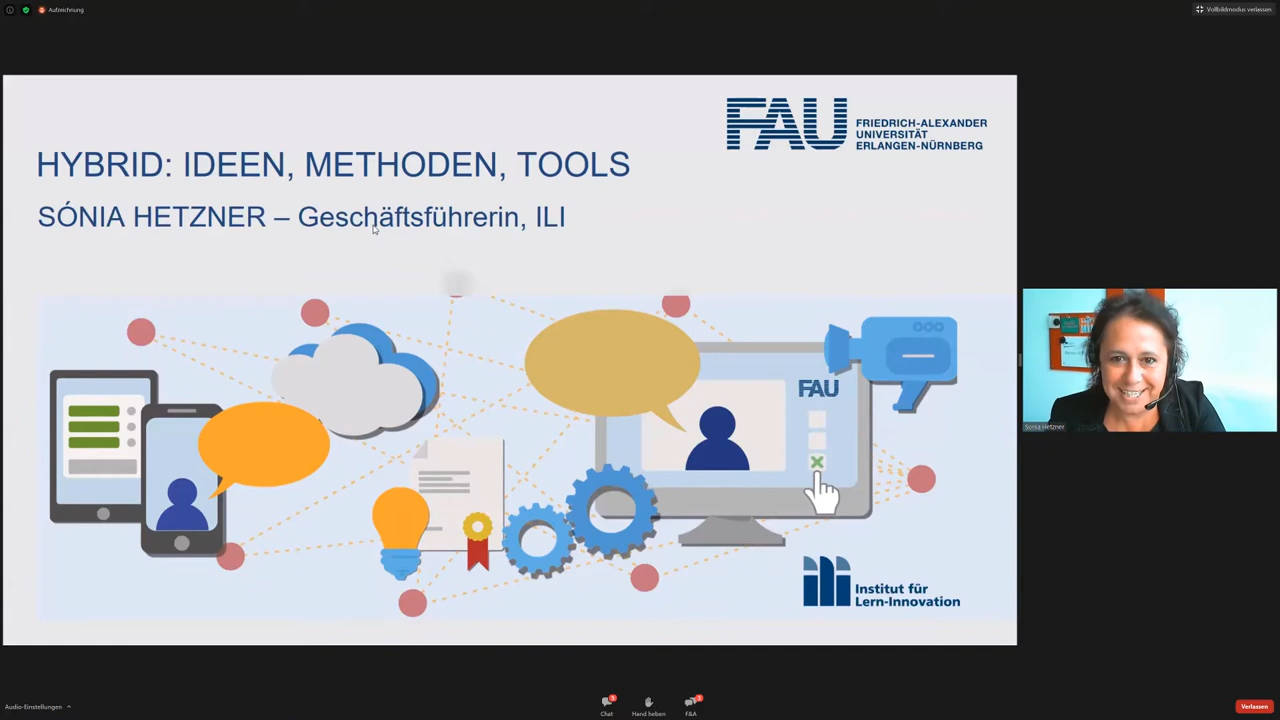 Aufzeichnung
Vollbildmodus verlassen
FAU
FRIEDRICH-ALEXANDER
UNIVERSITÄT
ERLANGEN-NÜRNBERG
HYBRID: IDEEN, METHODEN, TOOLS
SÓNIA HETZNER – Geschäftsführerin, ILI
FAU
Sonia Hetzner
Institut für
Lern-Innovation
Audio-Einstellungen
Chat
Hand heben
F&A
Verlassen